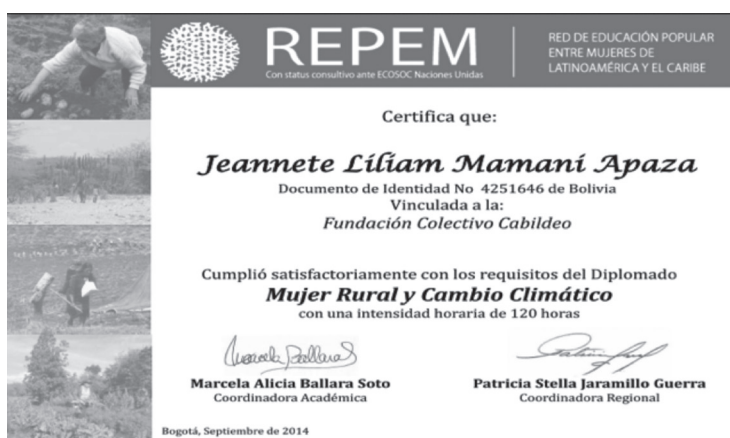 REPEM
Con status consultivo ante ECOSOC Naciones Unidas
RED DE EDUCACIÓN POPULAR
ENTRE MUJERES DE
LATINOAMÉRICA Y EL CARIBE
Certifica que:
Jeannete Liliam Mamani Apaza
Documento de Identidad No 4251646 de Bolivia
Vinculada a la:
Fundación Colectivo Cabildeo
Cumplió satisfactoriamente con los requisitos del Diplomado
Mujer Rural y Cambio Climático
con una intensidad horaria de 120 horas
Marcela Ballara S
Marcela Alicia Ballara Soto
Coordinadora Académica
Patricia Stella Jaramillo Guerra
Coordinadora Regional
Bogotá, Septiembre de 2014